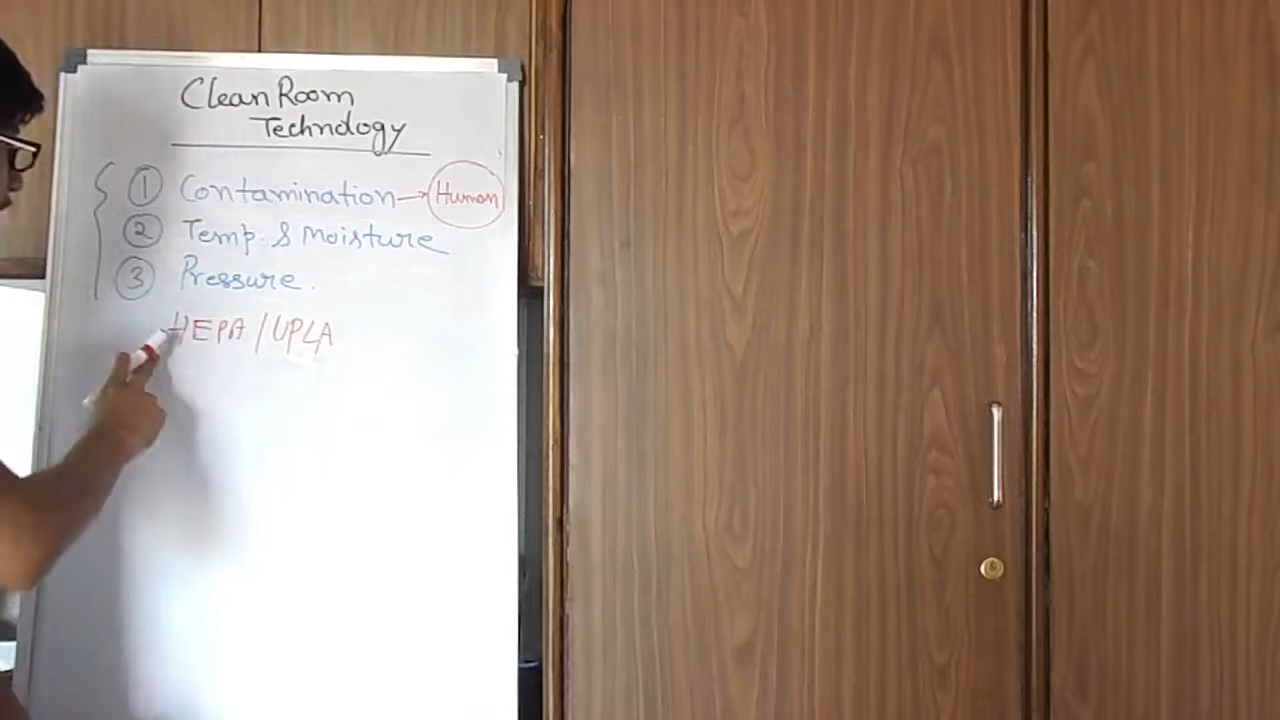 Clean Room
Technology
① Contamination → Human
② Temp. & Moisture
③ Pressure.
HEPA / UPLA